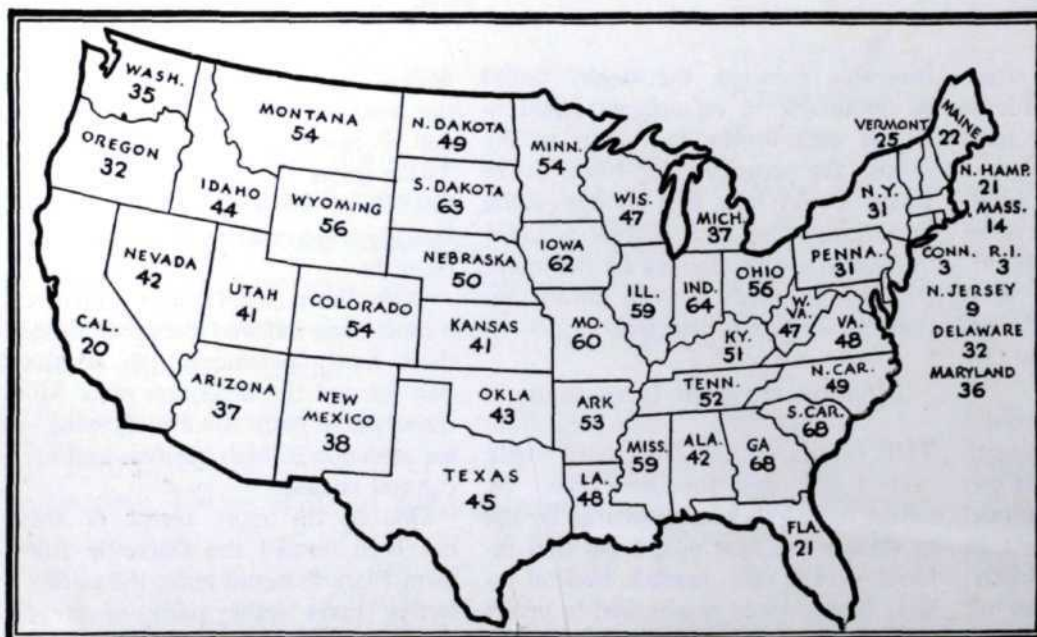 WASH.
35
MONTANA
54
N. DAKOTA
49
MINN.
54
VERMONT
25
MAINE
22
OREGON
32
IDAHO
44
WYOMING
56
S. DAKOTA
63
WIS.
47
MICH.
37
N.Y.
31
N. HAMP.
21
MASS.
14
NEVADA
42
UTAH
41
COLORADO
54
NEBRASKA
50
IOWA
62
ILL.
59
IND.
64
OHIO
56
PENNA.
31
CONN.
3
R.I.
3
N. JERSEY
9
CAL.
20
KANSAS
41
MO.
60
KY.
51
W.
VA.
47
VA.
48
DELAWARE
32
MARYLAND
36
ARIZONA
37
NEW
MEXICO
38
OKLA
43
ARK
53
TENN.
52
N. CAR.
49
S. CAR.
68
TEXAS
45
LA.
48
MISS.
59
ALA.
42
GA
68
FLA
21